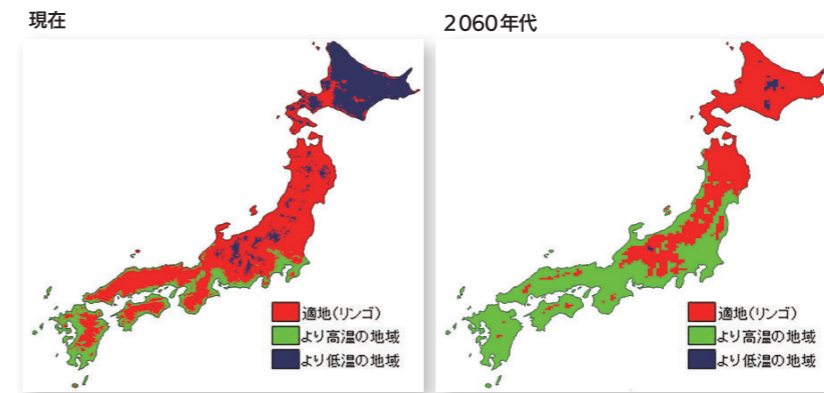 現在
適地(リンゴ)
より高温の地域
より低温の地域
2060年代
適地(リンゴ)
より高温の地域
より低温の地域